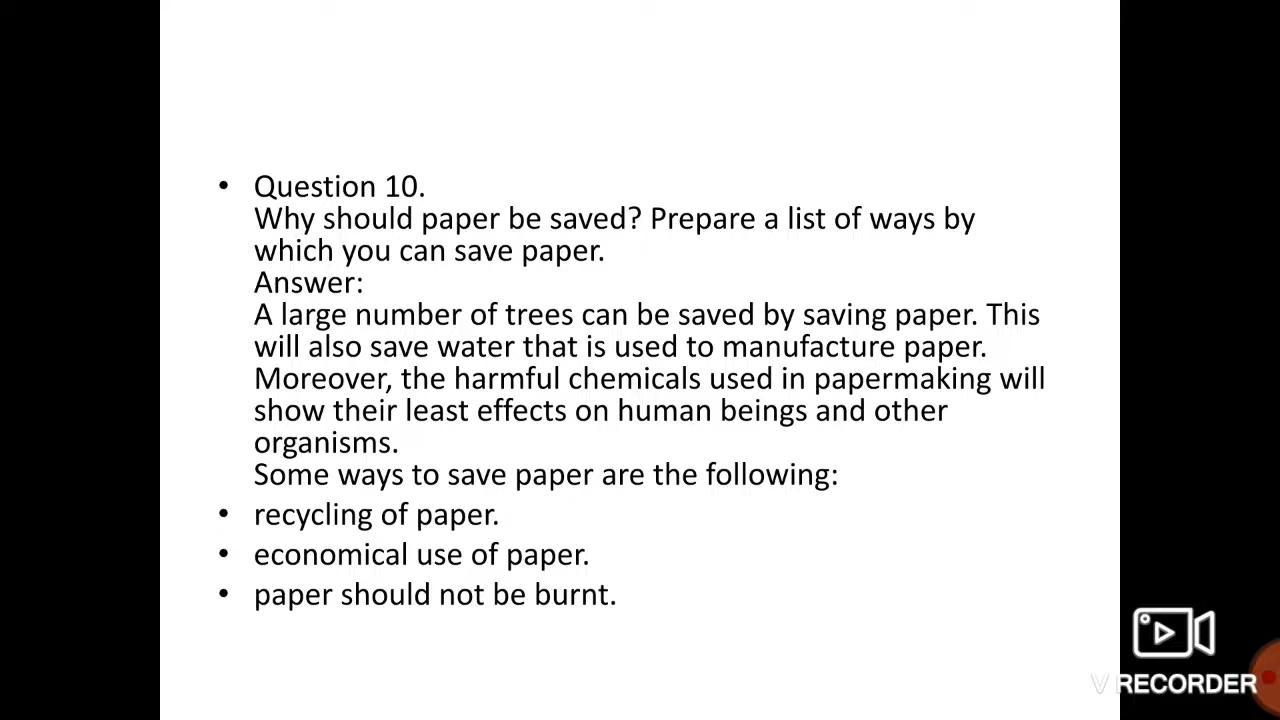 • Question 10.
Why should paper be saved? Prepare a list of ways by
which you can save paper.
Answer:
A large number of trees can be saved by saving paper. This
will also save water that is used to manufacture paper.
Moreover, the harmful chemicals used in papermaking will
show their least effects on human beings and other
organisms.
Some ways to save paper are the following:
• recycling of paper.
• economical use of paper.
• paper should not be burnt.
V RECORDER